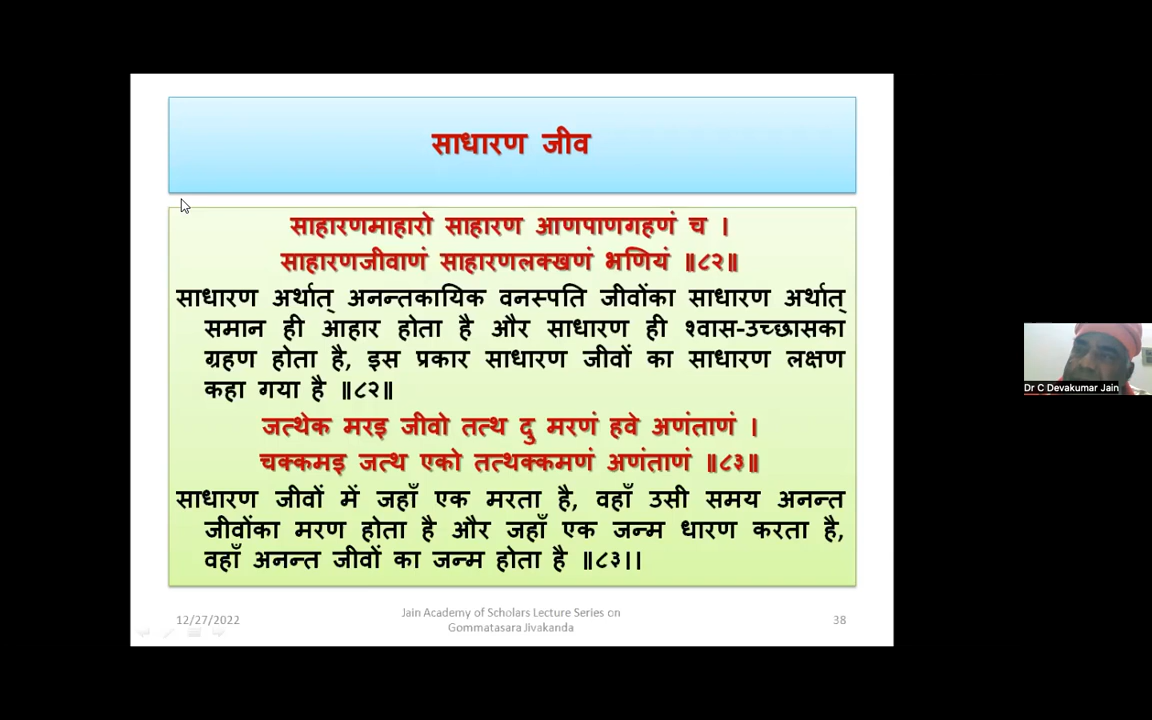 साधारण जीव
साहारणमाहारो साहारण आणपाणगहणं च ।
साहारणजीवाणं साहारणलक्खणं भणियं ॥८२॥
साधारण अर्थात् अनन्तकायिक वनस्पति जीवोंका साधारण अर्थात्
समान ही आहार होता है और साधारण ही श्वास-उच्छासका
ग्रहण होता है, इस प्रकार साधारण जीवों का साधारण लक्षण
कहा गया है ॥८२॥
जत्थेक मरइ जीवो तत्थ दु मरणं हवे अणंताणं ।
चक्कमइ जत्थ एको तत्थक्कमणं अणंताणं ॥८३॥
साधारण जीवों में जहाँ एक मरता है, वहाँ उसी समय अनन्त
जीवोंका मरण होता है और जहाँ एक जन्म धारण करता है,
वहाँ अनन्त जीवों का जन्म होता है ॥८३।।
12/27/2022
Jain Academy of Scholars Lecture Series on
Gommatasara Jivakanda
38
Dr C Devakumar Jain